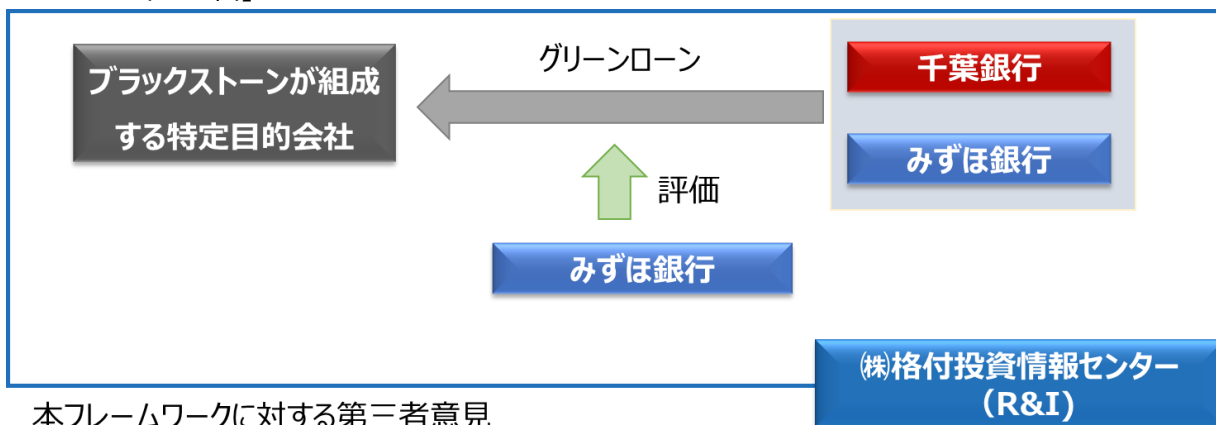 ブラックストーンが組成
する特定目的会社
グリーンローン
千葉銀行
みずほ銀行
評価
みずほ銀行
㈱格付投資情報センター
(R&I)
本フレームワークに対する第三者意見